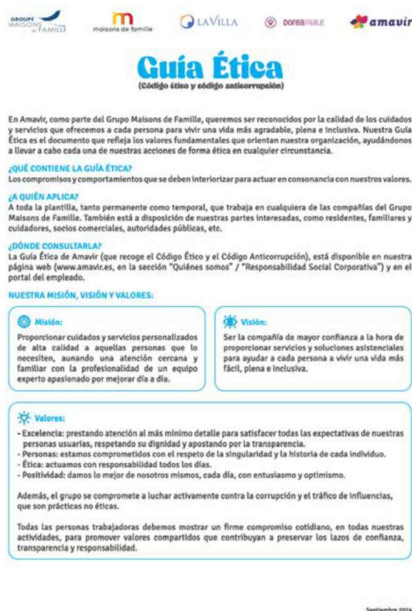 GROUPE
MAISONS
DE FAMILLE
maisons de famille
LAVILLA
DOREAFAMILIE
amavir
Guía Ética
(Código ético y código anticorrupción)
En Amavir, como parte del Grupo Maisons de Famille, queremos ser reconocidos por la calidad de los cuidados
y servicios que ofrecemos a cada persona para vivir una vida más agradable, plena e inclusiva. Nuestra Guía
Ética es el documento que refleja los valores fundamentales que orientan nuestra organización, ayudándonos
a llevar a cabo cada una de nuestras acciones de forma ética en cualquier circunstancia.
¿QUÉ CONTIENE LA GUÍA ÉTICA?
Los compromisos y comportamientos que se deben interiorizar para actuar en consonancia con nuestros valores.
¿A QUIÉN APLICA?
A toda la plantilla, tanto permanente como temporal, que trabaja en cualquiera de las compañías del Grupo
Maisons de Famille. También está a disposición de nuestras partes interesadas, como residentes, familiares y
cuidadores, socios comerciales, autoridades públicas, etc.
¿DÓNDE CONSULTARLA?
La Guía Ética de Amavir (que recoge el Código Ético y el Código Anticorrupción), está disponible en nuestra
página web (www.amavir.es, en la sección "Quiénes somos" / "Responsabilidad Social Corporativa") y en el
portal del empleado.
NUESTRA MISIÓN, VISIÓN Y VALORES:
Misión:
Proporcionar cuidados y servicios personalizados
de alta calidad a aquellas personas que lo
necesiten, aunando una atención cercana y
familiar con la profesionalidad de un equipo
experto apasionado por mejorar día a día.
Visión:
Ser la compañía de mayor confianza a la hora de
proporcionar servicios y soluciones asistenciales
para ayudar a cada persona a vivir una vida más
fácil, plena e inclusiva.
Valores:
- Excelencia: prestando atención al más mínimo detalle para satisfacer todas las expectativas de nuestras
personas usuarias, respetando su dignidad y apostando por la transparencia.
- Personas: estamos comprometidos con el respeto de la singularidad y la historia de cada individuo.
- Ética: actuamos con responsabilidad todos los días.
- Positividad: damos lo mejor de nosotros mismos, cada día, con entusiasmo y optimismo.
Además, el grupo se compromete a luchar activamente contra la corrupción y el tráfico de influencias,
que son prácticas no éticas.
Todas las personas trabajadoras debemos mostrar un firme compromiso cotidiano, en todas nuestras
actividades, para promover valores compartidos que contribuyan a preservar los lazos de confianza,
transparencia y responsabilidad.
Septiembre 2024